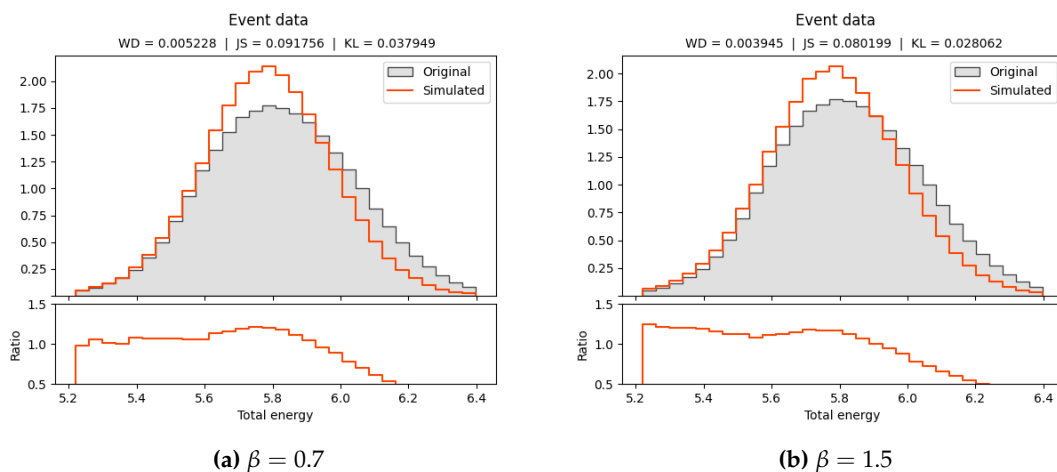 Event data
WD = 0.005228 | JS = 0.091756 | KL = 0.037949
Original
Simulated
2.00
1.75
1.50
1.25
1.00
0.75
0.50
0.25
1.5
1.0
0.5
Ratio
5.2 5.4 5.6 5.8 6.0 6.2 6.4
Total energy
(a) β = 0.7
Event data
WD = 0.003945 | JS = 0.080199 | KL = 0.028062
Original
Simulated
2.00
1.75
1.50
1.25
1.00
0.75
0.50
0.25
1.5
1.0
0.5
Ratio
5.2 5.4 5.6 5.8 6.0 6.2 6.4
Total energy
(b) β = 1.5